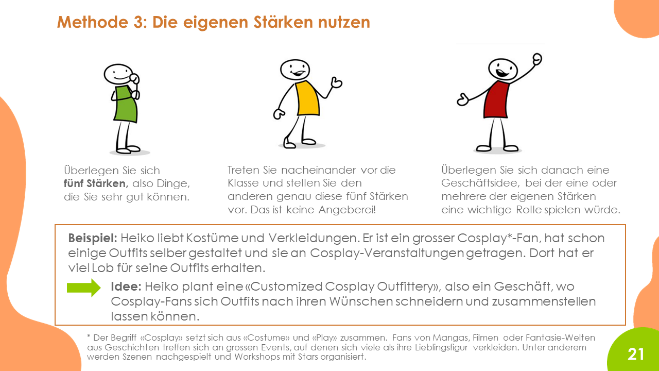 Methode 3: Die eigenen Stärken nutzen
Überlegen Sie sich
fünf Stärken, also Dinge,
die Sie sehr gut können.
Treten Sie nacheinander vor die
Klasse und stellen Sie den
anderen genau diese fünf Stärken
vor. Das ist keine Angeberei!
Überlegen Sie sich danach eine
Geschäftsidee, bei der eine oder
mehrere der eigenen Stärken
eine wichtige Rolle spielen würde.
Beispiel: Heiko liebt Kostüme und Verkleidungen. Er ist ein grosser Cosplay*-Fan, hat schon
einige Outfits selber gestaltet und sie an Cosplay-Veranstaltungen getragen. Dort hat er
viel Lob für seine Outfits erhalten.
Idee: Heiko plant eine «Customized Cosplay Outfittery», also ein Geschäft, wo
Cosplay-Fans sich Outfits nach ihren Wünschen schneidern und zusammenstellen
lassen können.
* Der Begriff «Cosplay» setzt sich aus «Costume» und «Play» zusammen. Fans von Mangas, Filmen oder Fantasie-Welten
aus Geschichten treffen sich an grossen Events, auf denen sich viele als ihre Lieblingsfigur verkleiden. Unter anderem
werden Szenen nachgespielt und Workshops mit Stars organisiert.
21